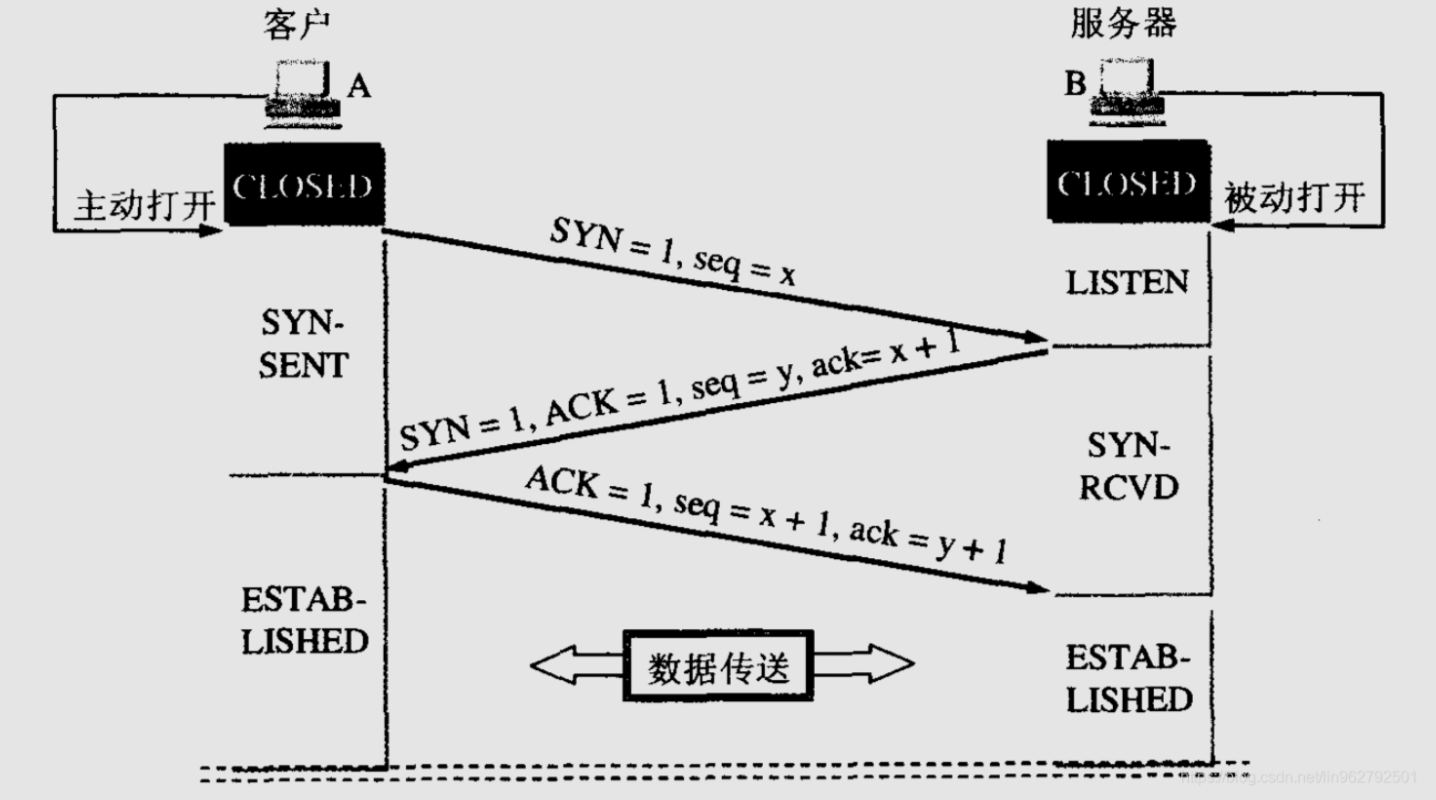 客户
服务器
A
B
CLOSED
CLOSED
主动打开
被动打开
SYN = 1, seq = x
LISTEN
SYN-
SENT
SYN = 1, ACK = 1, seq = y, ack= x + 1
SYN-
RCVD
ACK = 1, seq = x + 1, ack = y + 1
ESTAB-
LISHED
数据传送
ESTAB-
LISHED
https://blog.csdn.net/lin962792501